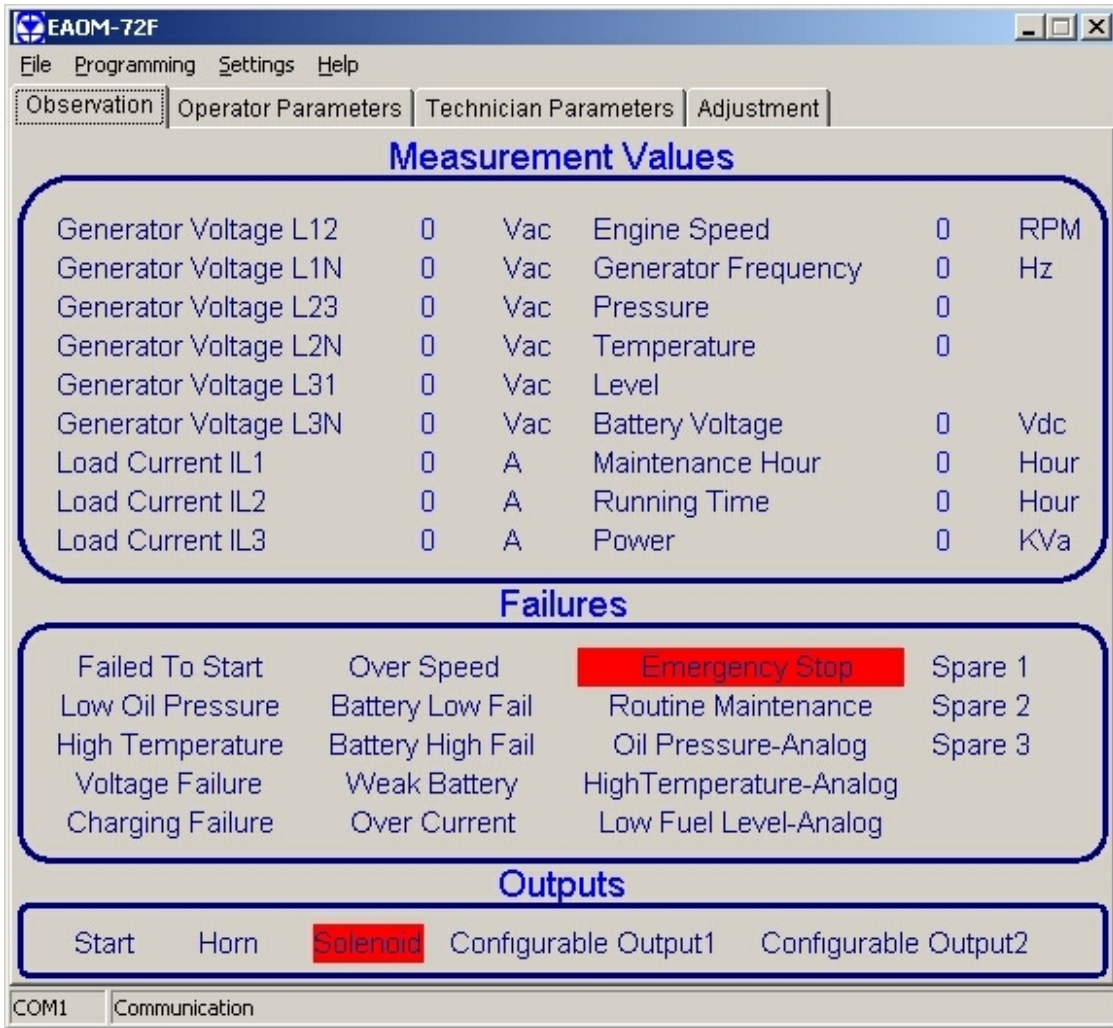 EAOM-72F
File Programming Settings Help
Observation Operator Parameters Technician Parameters Adjustment
Measurement Values
Generator Voltage L12 0 Vac Engine Speed 0 RPM
Generator Voltage L1N 0 Vac Generator Frequency 0 Hz
Generator Voltage L23 0 Vac Pressure 0
Generator Voltage L2N 0 Vac Temperature 0
Generator Voltage L31 0 Vac Level
Generator Voltage L3N 0 Vac Battery Voltage 0 Vdc
Load Current IL1 0 A Maintenance Hour 0 Hour
Load Current IL2 0 A Running Time 0 Hour
Load Current IL3 0 A Power 0 KVa
Failures
Failed To Start Over Speed Emergency Stop Spare 1
Low Oil Pressure Battery Low Fail Routine Maintenance Spare 2
High Temperature Battery High Fail Oil Pressure-Analog Spare 3
Voltage Failure Weak Battery HighTemperature-Analog
Charging Failure Over Current Low Fuel Level-Analog
Outputs
Start Horn Solenoid Configurable Output1 Configurable Output2
COM1 Communication